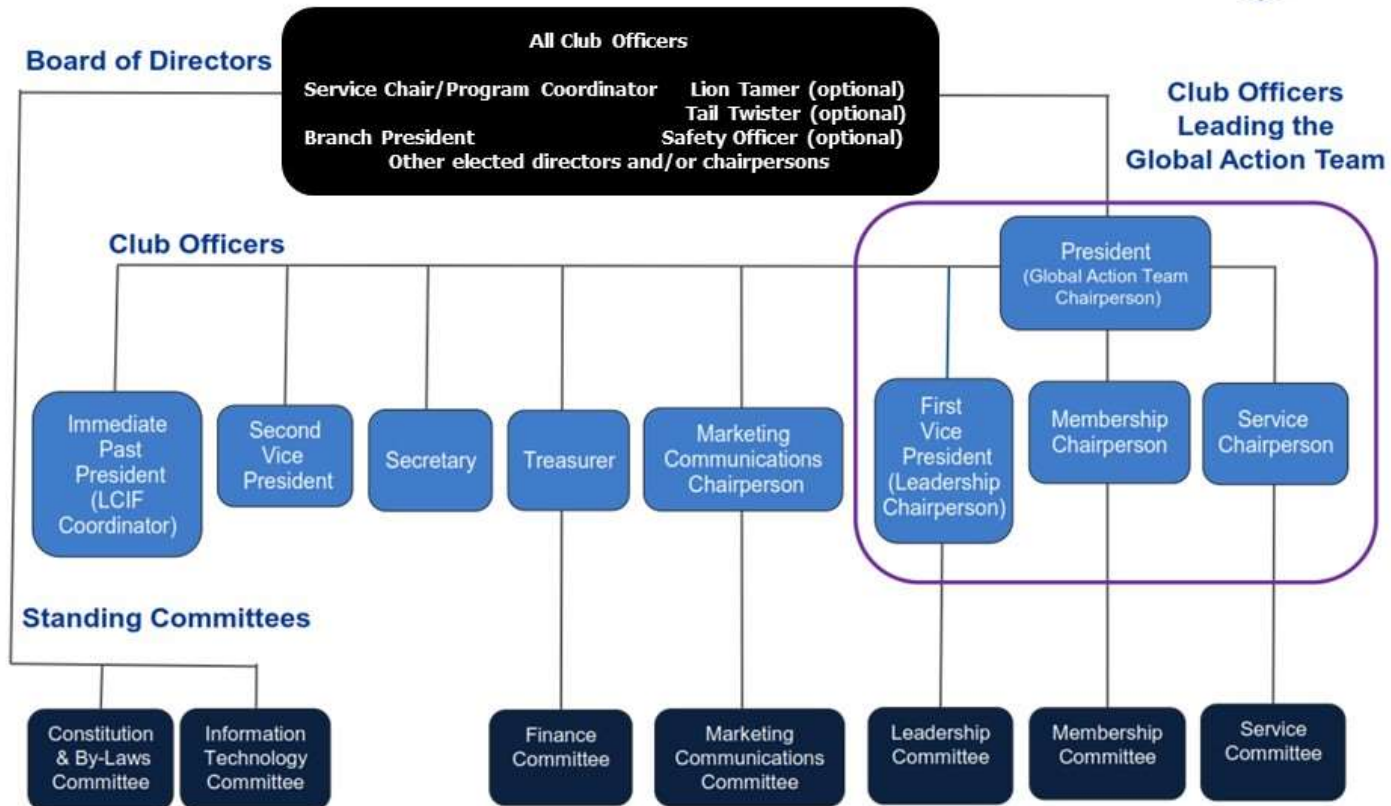 All Club Officers
Board of Directors
Service Chair/Program Coordinator Lion Tamer (optional)
Tail Twister (optional)
Branch President Safety Officer (optional)
Other elected directors and/or chairpersons
Club Officers
Leading the
Global Action Team
Club Officers
President
(Global Action Team
Chairperson)
Immediate
Past
President
(LCIF
Coordinator)
Second
Vice
President
Secretary
Treasurer
Marketing
Communications
Chairperson
First
Vice
President
(Leadership
Chairperson)
Membership
Chairperson
Service
Chairperson
Standing Committees
Constitution
& By-Laws
Committee
Information
Technology
Committee
Finance
Committee
Marketing
Communications
Committee
Leadership
Committee
Membership
Committee
Service
Committee